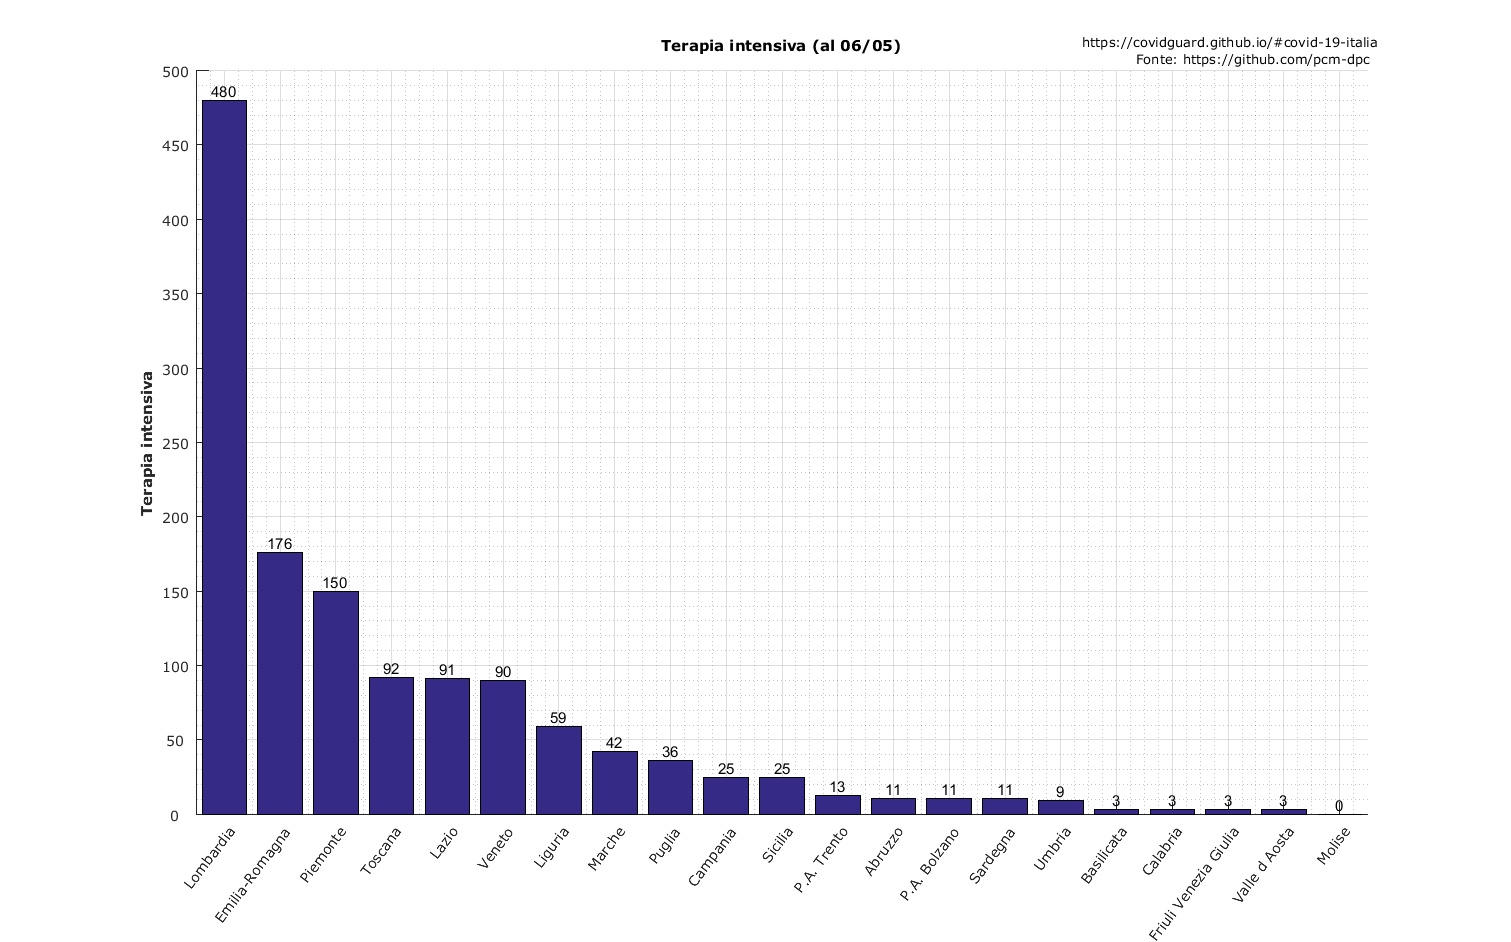 Terapia intensiva (al 06/05)
https://covidguard.github.io/#covid-19-italia
Fonte: https://github.com/pcm-dpc
Terapia intensiva
500
450
400
350
300
250
200
150
100
50
0
480
176
150
92
91
90
59
42
36
25
25
13
11
11
11
9
3
3
3
3
0
Lombardia
Emilia-Romagna
Piemonte
Toscana
Lazio
Veneto
Liguria
Marche
Puglia
Campania
Sicilia
P.A. Trento
Abruzzo
P.A. Bolzano
Sardegna
Umbria
Basilicata
Calabria
Friuli Venezia Giulia
Valle d Aosta
Molise